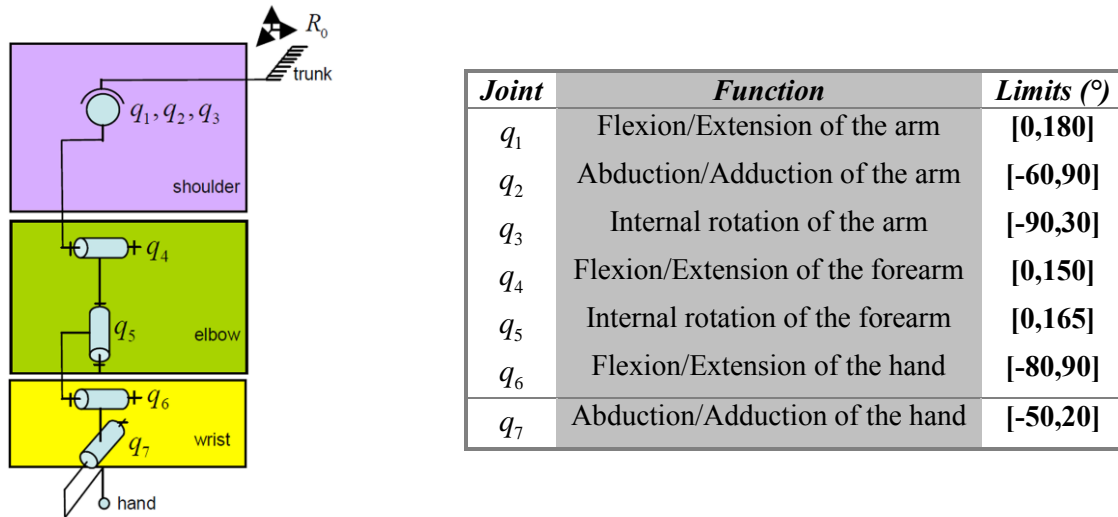 R₀
trunk
q₁, q₂, q₃
shoulder
q₄
q₅
elbow
q₆
q₇
wrist
hand
Joint Function Limits (°)
q₁ Flexion/Extension of the arm [0,180]
q₂ Abduction/Adduction of the arm [-60,90]
q₃ Internal rotation of the arm [-90,30]
q₄ Flexion/Extension of the forearm [0,150]
q₅ Internal rotation of the forearm [0,165]
q₆ Flexion/Extension of the hand [-80,90]
q₇ Abduction/Adduction of the hand [-50,20]